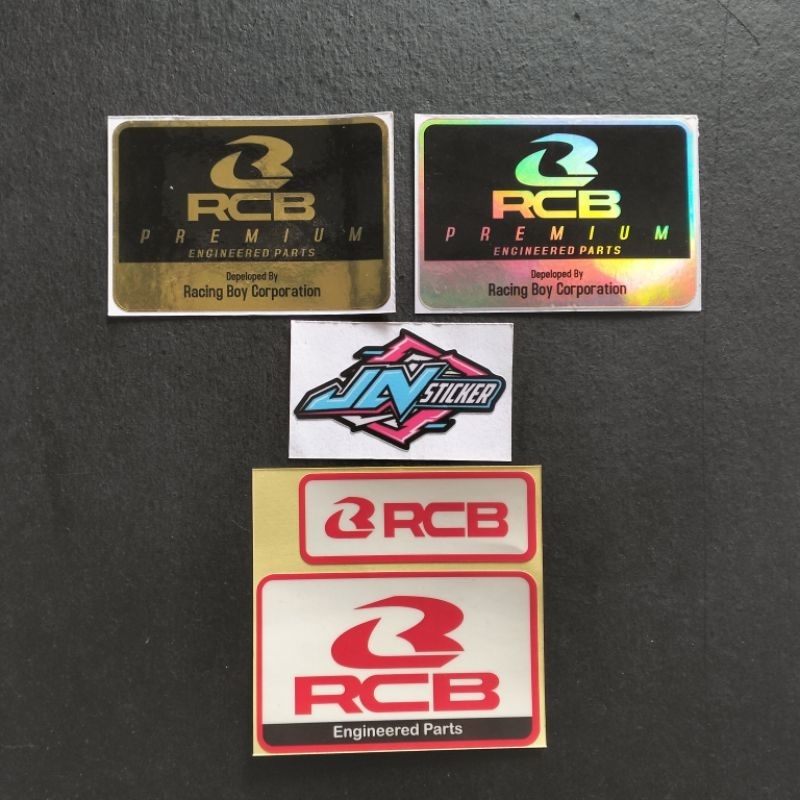 RCB
PREMIUM
ENGINEERED PARTS
Depeloped By
Racing Boy Corporation
RCB
PREMIUM
ENGINEERED PARTS
Depeloped By
Racing Boy Corporation
JN STICKER
RCB
RCB
Engineered Parts